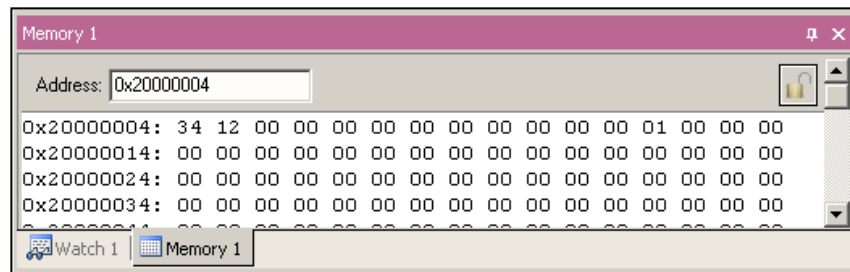 Memory 1
Address: 0x20000004
0x20000004: 34 12 00 00 00 00 00 00 00 00 00 00 01 00 00 00
0x20000014: 00 00 00 00 00 00 00 00 00 00 00 00 00 00 00 00
0x20000024: 00 00 00 00 00 00 00 00 00 00 00 00 00 00 00 00
0x20000034: 00 00 00 00 00 00 00 00 00 00 00 00 00 00 00 00
Watch 1 Memory 1